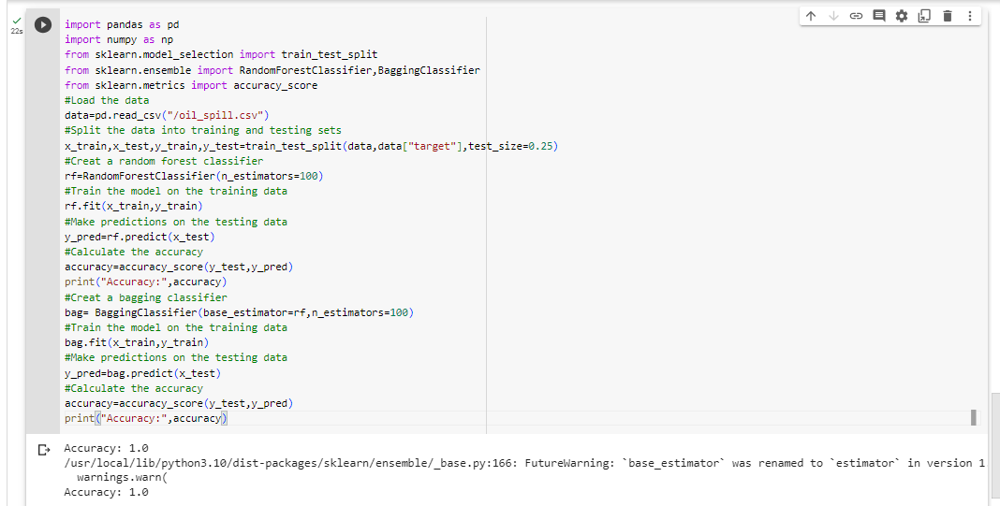 22s
import pandas as pd
import numpy as np
from sklearn.model_selection import train_test_split
from sklearn.ensemble import RandomForestClassifier,BaggingClassifier
from sklearn.metrics import accuracy_score
#Load the data
data=pd.read_csv("/oil_spill.csv")
#Split the data into training and testing sets
x_train,x_test,y_train,y_test=train_test_split(data,data["target"],test_size=0.25)
#Creat a random forest classifier
rf=RandomForestClassifier(n_estimators=100)
#Train the model on the training data
rf.fit(x_train,y_train)
#Make predictions on the testing data
y_pred=rf.predict(x_test)
#Calculate the accuracy
accuracy=accuracy_score(y_test,y_pred)
print("Accuracy:",accuracy)
#Creat a bagging classifier
bag= BaggingClassifier(base_estimator=rf,n_estimators=100)
#Train the model on the training data
bag.fit(x_train,y_train)
#Make predictions on the testing data
y_pred=bag.predict(x_test)
#Calculate the accuracy
accuracy=accuracy_score(y_test,y_pred)
print("Accuracy:",accuracy)
Accuracy: 1.0
/usr/local/lib/python3.10/dist-packages/sklearn/ensemble/_base.py:166: FutureWarning: `base_estimator` was renamed to `estimator` in version 1
warnings.warn(
Accuracy: 1.0